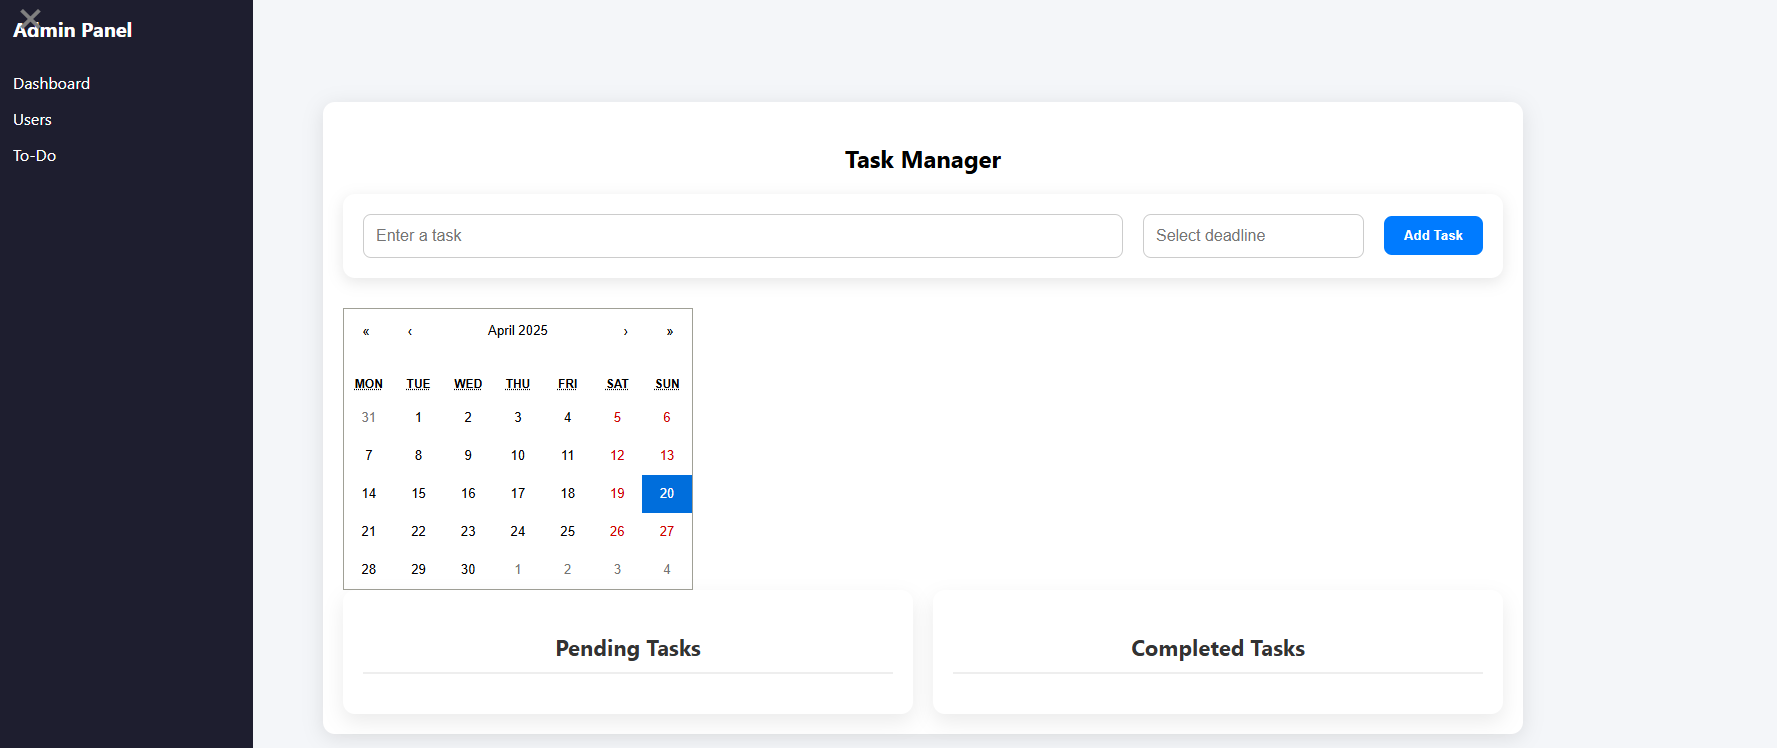 Admin Panel
Dashboard
Users
To-Do
Task Manager
Enter a task
Select deadline
Add Task
« ‹ April 2025 › »
MON TUE WED THU FRI SAT SUN
31 1 2 3 4 5 6
7 8 9 10 11 12 13
14 15 16 17 18 19 20
21 22 23 24 25 26 27
28 29 30 1 2 3 4
Pending Tasks
Completed Tasks